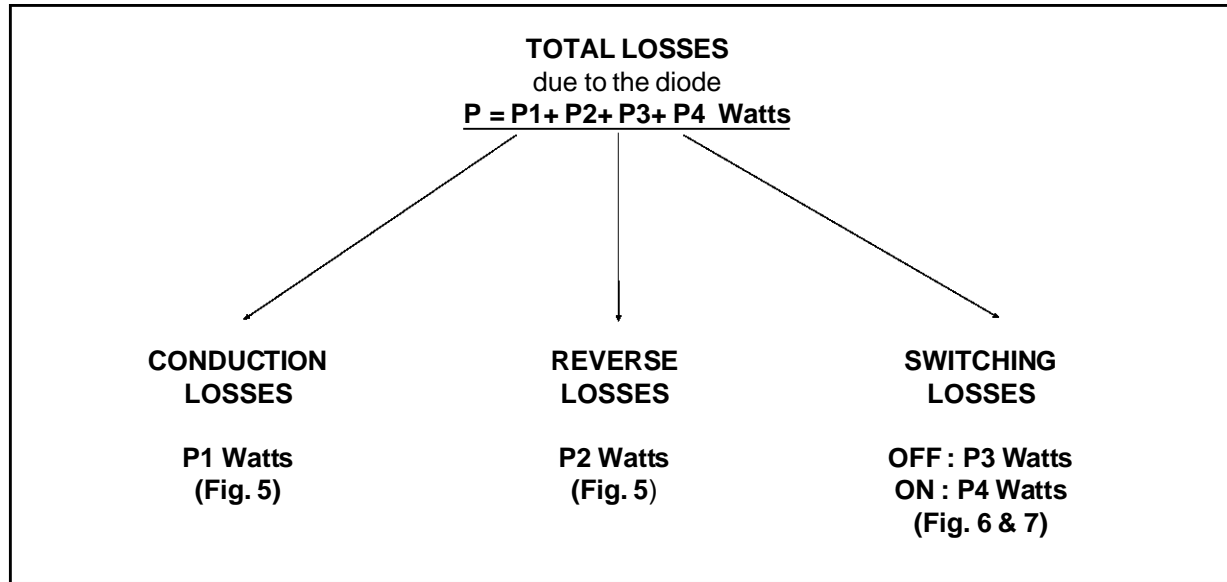 TOTAL LOSSES
due to the diode
P = P1+ P2+ P3+ P4 Watts
CONDUCTION
LOSSES
P1 Watts
(Fig. 5)
REVERSE
LOSSES
P2 Watts
(Fig. 5)
SWITCHING
LOSSES
OFF : P3 Watts
ON : P4 Watts
(Fig. 6 & 7)